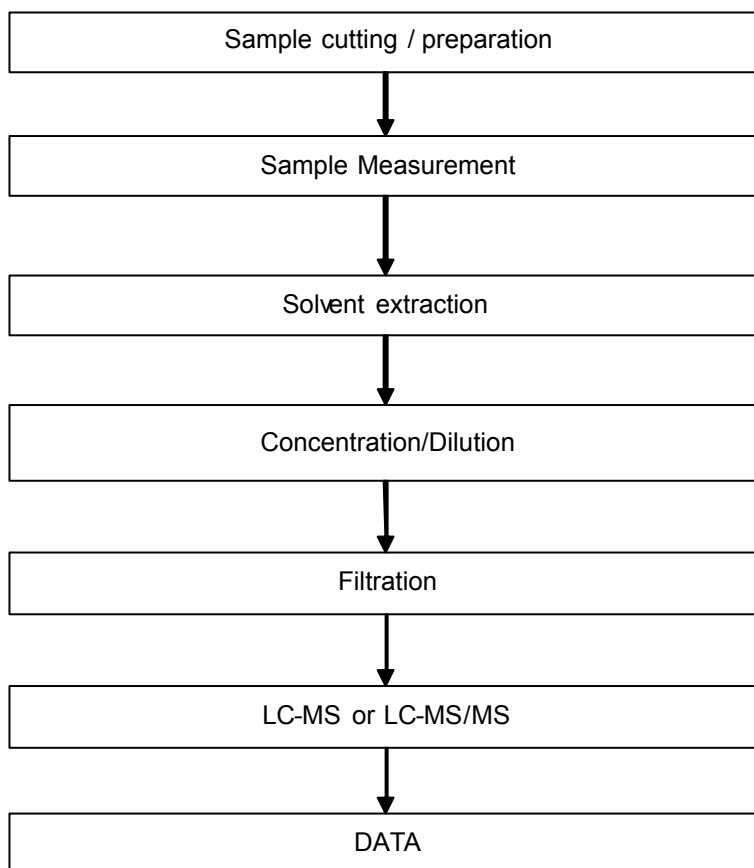 Sample cutting / preparation
Sample Measurement
Solvent extraction
Concentration/Dilution
Filtration
LC-MS or LC-MS/MS
DATA